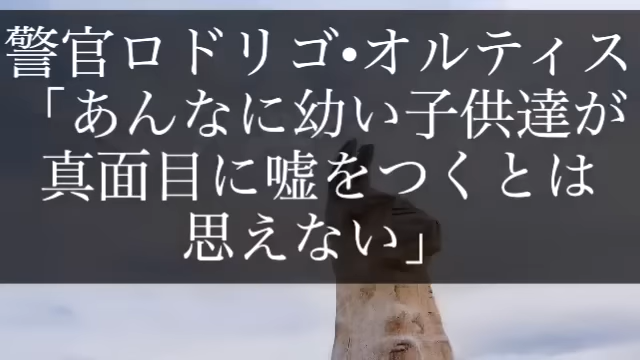 警官ロドリゴ•オルティス
「あんなに幼い子供達が
真面目に嘘をつくとは
思えない」